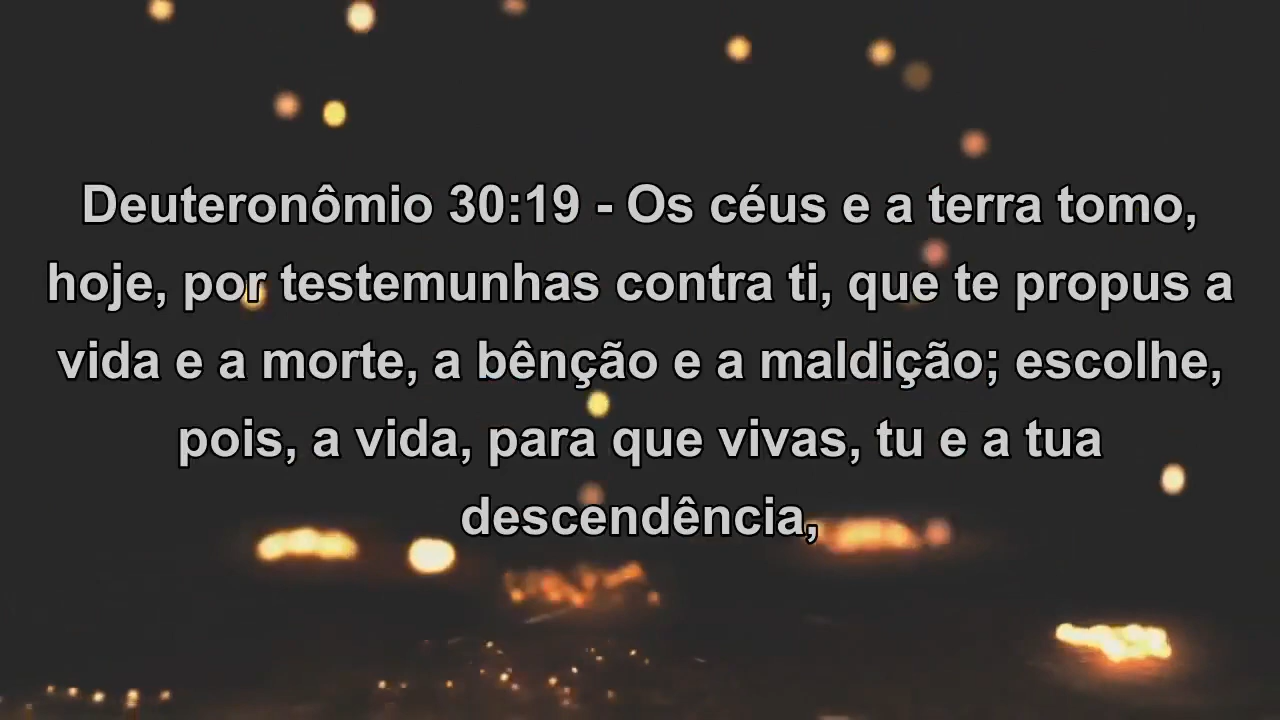 Deuteronômio 30:19 - Os céus e a terra tomo,
hoje, por testemunhas contra ti, que te propus a
vida e a morte, a bênção e a maldição; escolhe,
pois, a vida, para que vivas, tu e a tua
descendência,